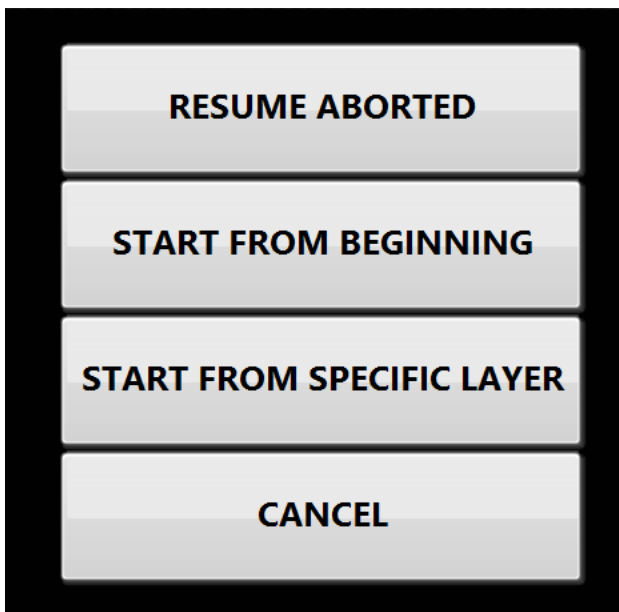 RESUME ABORTED
START FROM BEGINNING
START FROM SPECIFIC LAYER
CANCEL